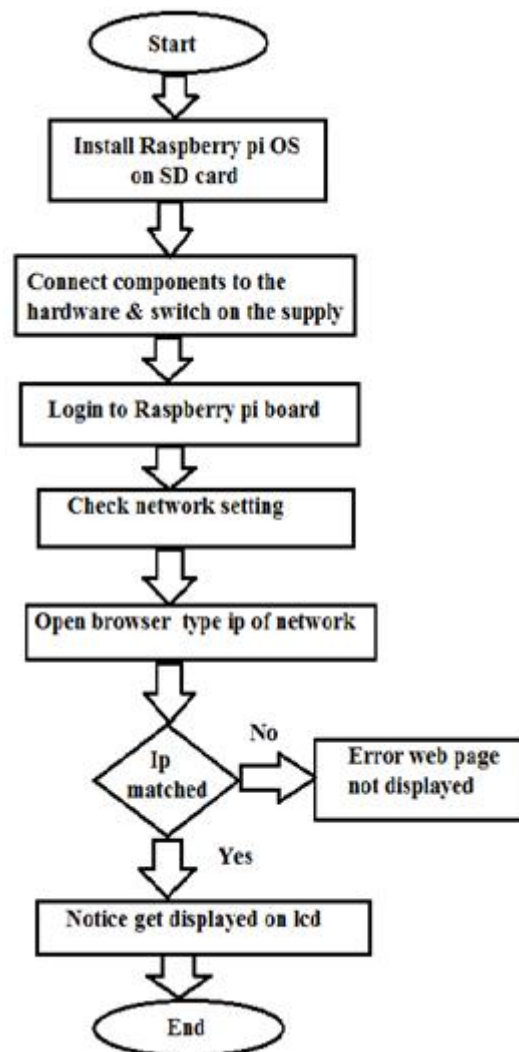 Start
Install Raspberry pi OS
on SD card
Connect components to the
hardware & switch on the supply
Login to Raspberry pi board
Check network setting
Open browser type ip of network
Ip
matched
No
Error web page
not displayed
Yes
Notice get displayed on lcd
End